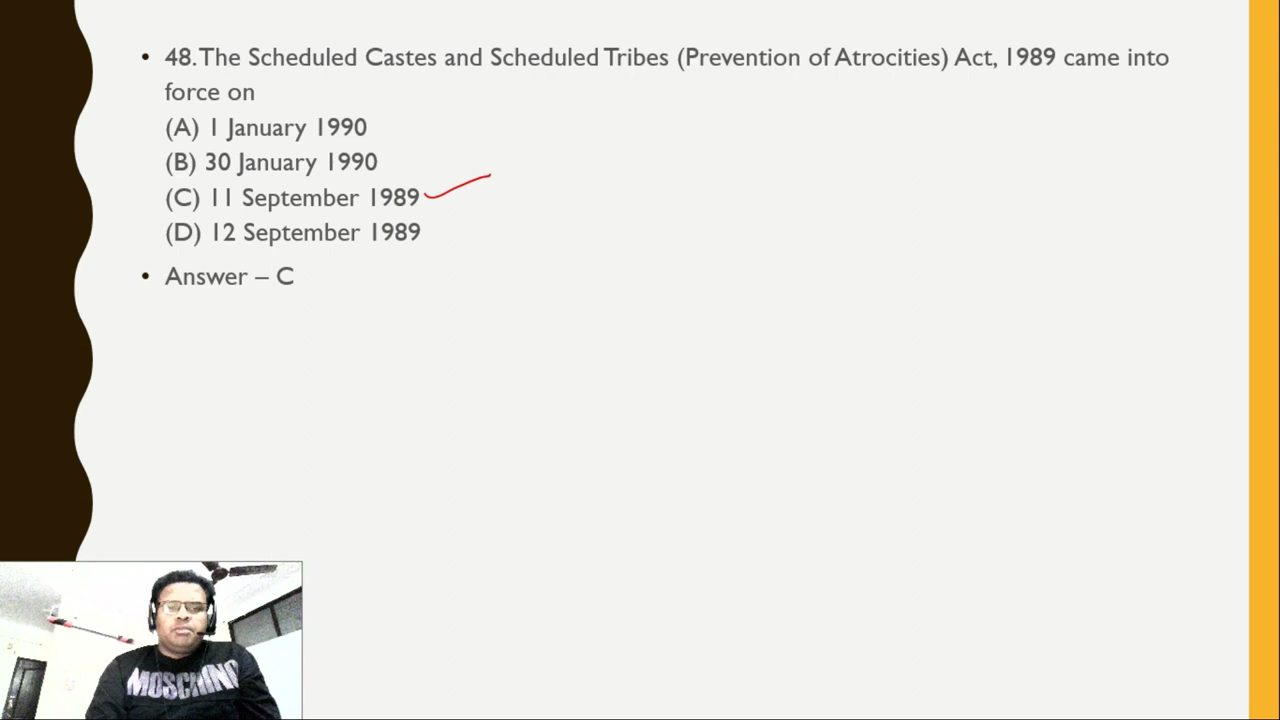 • 48. The Scheduled Castes and Scheduled Tribes (Prevention of Atrocities) Act, 1989 came into
force on
(A) 1 January 1990
(B) 30 January 1990
(C) 11 September 1989
(D) 12 September 1989
• Answer – C
MOSCHINO